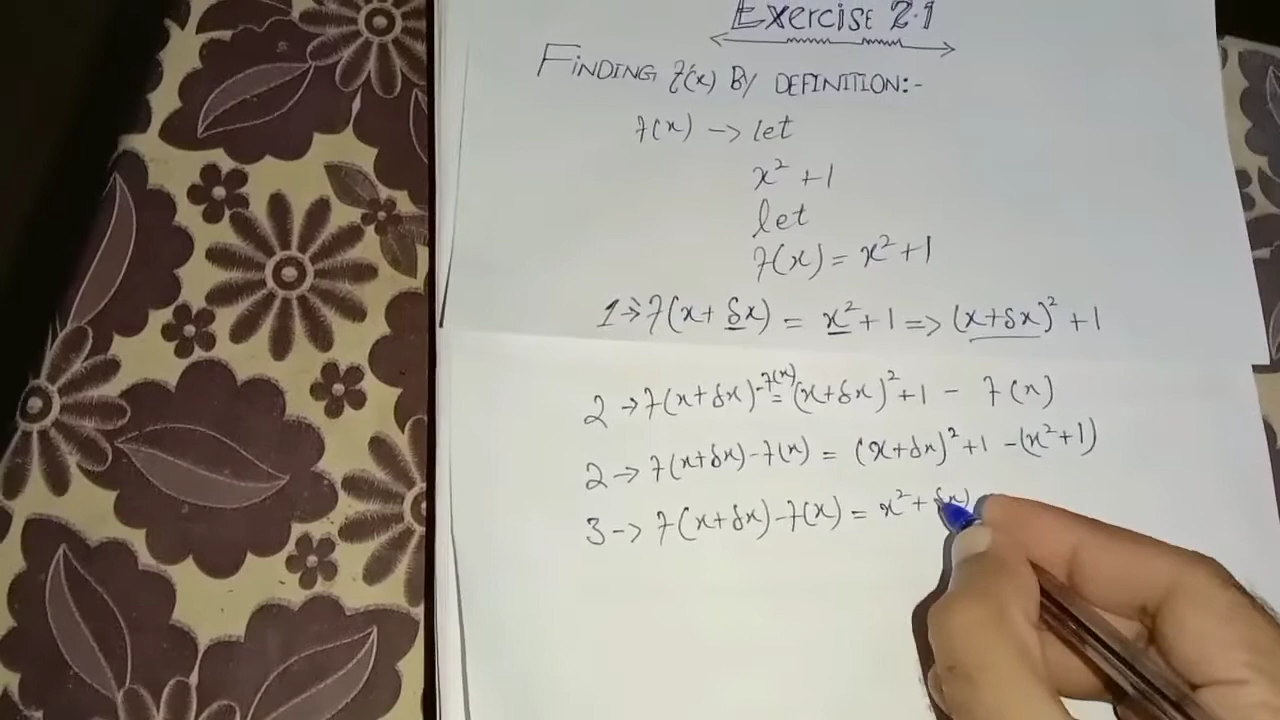 Exercise 2.1
FINDING f'(x) BY DEFINITION:-
f(x) → let
x² + 1
let
f(x) = x² + 1
1→ f(x + δx) = x² + 1 => (x + δx)² + 1
2 → f(x + δx) - f(x) = (x + δx)² + 1 - f(x)
2 → f(x + δx) - f(x) = (x + δx)² + 1 - (x² + 1)
3 → f(x + δx) - f(x) = x² + δx)